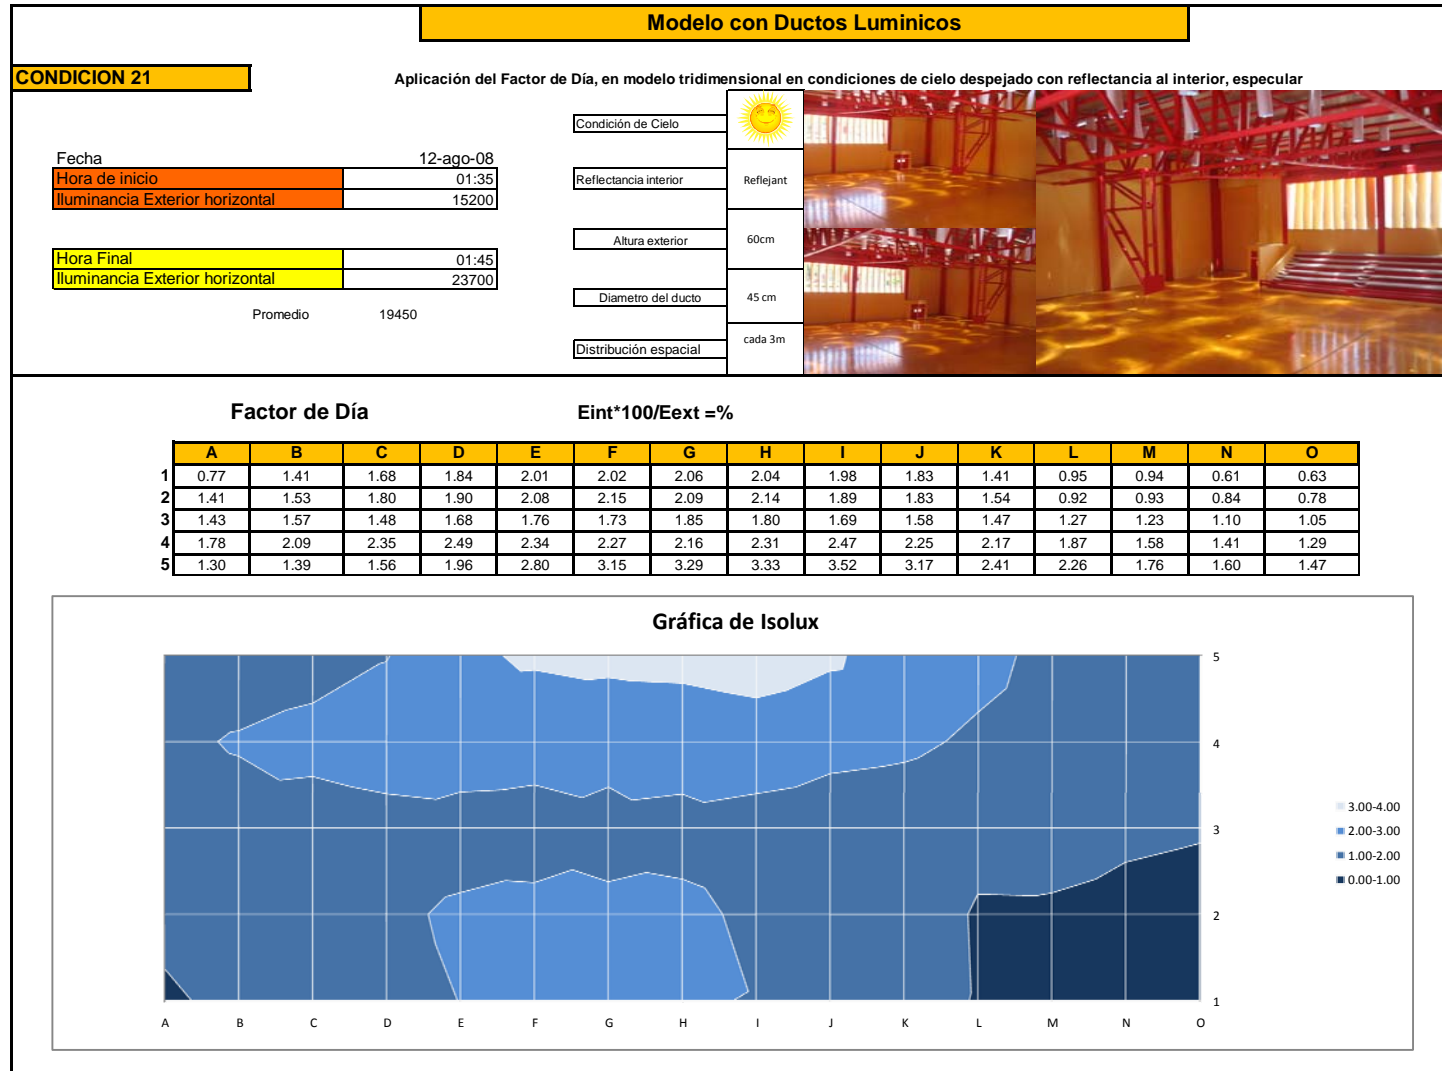 Modelo con Ductos Luminicos
CONDICION 21
Aplicación del Factor de Día, en modelo tridimensional en condiciones de cielo despejado con reflectancia al interior, especular
Condición de Cielo
Fecha 12-ago-08
Hora de inicio 01:35
Iluminancia Exterior horizontal 15200
Reflectancia interior Reflejant
Altura exterior 60cm
Hora Final 01:45
Iluminancia Exterior horizontal 23700
Diametro del ducto 45 cm
Promedio 19450
Distribución espacial cada 3m
Factor de Día Eint*100/Eext =%
A B C D E F G H I J K L M N O
1 0.77 1.41 1.68 1.84 2.01 2.02 2.06 2.04 1.98 1.83 1.41 0.95 0.94 0.61 0.63
2 1.41 1.53 1.80 1.90 2.08 2.15 2.09 2.14 1.89 1.83 1.54 0.92 0.93 0.84 0.78
3 1.43 1.57 1.48 1.68 1.76 1.73 1.85 1.80 1.69 1.58 1.47 1.27 1.23 1.10 1.05
4 1.78 2.09 2.35 2.49 2.34 2.27 2.16 2.31 2.47 2.25 2.17 1.87 1.58 1.41 1.29
5 1.30 1.39 1.56 1.96 2.80 3.15 3.29 3.33 3.52 3.17 2.41 2.26 1.76 1.60 1.47
Gráfica de Isolux
5
4
3
2
1
A B C D E F G H I J K L M N O
3.00-4.00
2.00-3.00
1.00-2.00
0.00-1.00